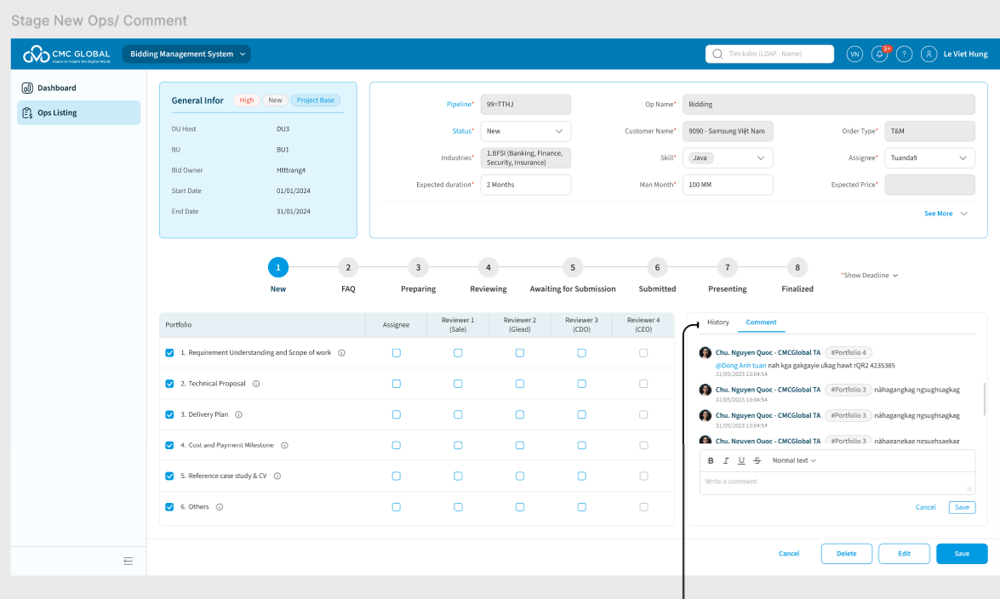 Stage New Ops/ Comment
CMC GLOBAL
Aspire to Inspire the Digital World
Bidding Management System
Tìm kiếm (LDAP - Name)
VN
9+
?
Le Viet Hung
Dashboard
Ops Listing
General Infor
High
New
Project Base
DU Host
DU3
BU
BU1
Bid Owner
Htttrang4
Start Date
01/01/2024
End Date
31/01/2024
Pipeline*
99=TTHJ
Op Name*
Bidding
Status*
New
Customer Name*
9090 - Samsung Việt Nam
Order Type*
T&M
Industries*
1.BFSI (Banking, Finance,
Security, Insurance)
Skill*
Java
Assignee*
Tuanda9
Expected duration*
2 Months
Man Month*
100 MM
Expected Price*
See More
1
2
3
4
5
6
7
8
New
FAQ
Preparing
Reviewing
Awaiting for Submission
Submitted
Presenting
Finalized
*Show Deadline
Portfolio
Assignee
Reviewer 1
(Sale)
Reviewer 2
(Glead)
Reviewer 3
(CDO)
Reviewer 4
(CEO)
1. Requirement Understanding and Scope of work
2. Technical Proposal
3. Delivery Plan
4. Cost and Payment Milestone
5. Reference case study & CV
6. Others
History
Comment
Chu. Nguyen Quoc - CMCGlobal TA #Portfolio 4
@Dong Anh tuan nah kga gakgayie ukag hawt rQR2 4235385
31/05/2023 13:04:54
Chu. Nguyen Quoc - CMCGlobal TA #Portfolio 3 nàhagangkag ngsughsagkag
31/05/2023 13:04:54
Chu. Nguyen Quoc - CMCGlobal TA #Portfolio 3 nàhagangkag ngsughsagkag
31/05/2023 13:04:54
Chu. Nguyen Quoc - CMCGlobal TA #Portfolio 3 nàhagangkag ngsughsagkag
B I U S Normal text
Write a comment
Cancel
Save
Cancel
Delete
Edit
Save